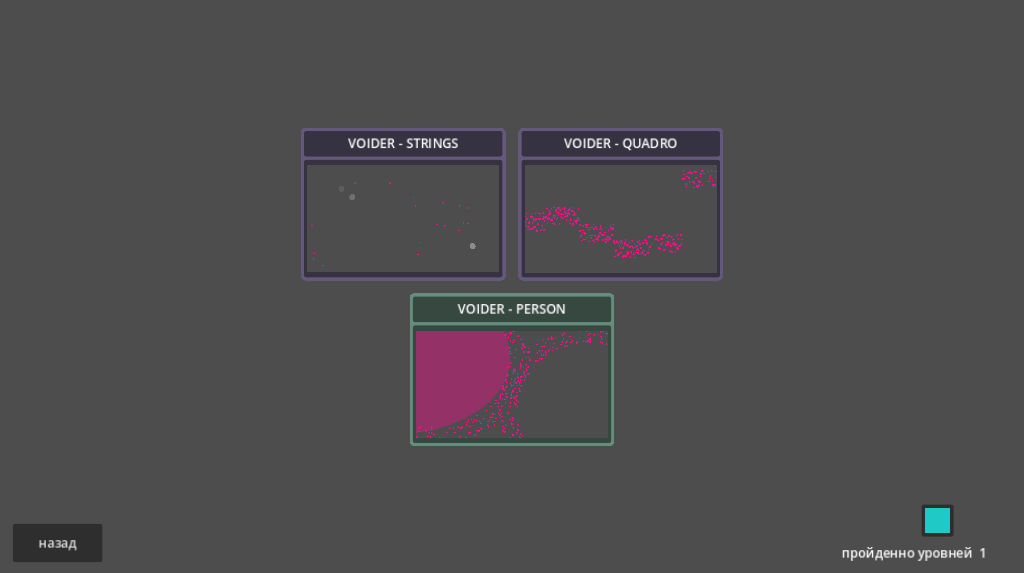 VOIDER - STRINGS
VOIDER - QUADRO
VOIDER - PERSON
назад
пройденно уровней 1